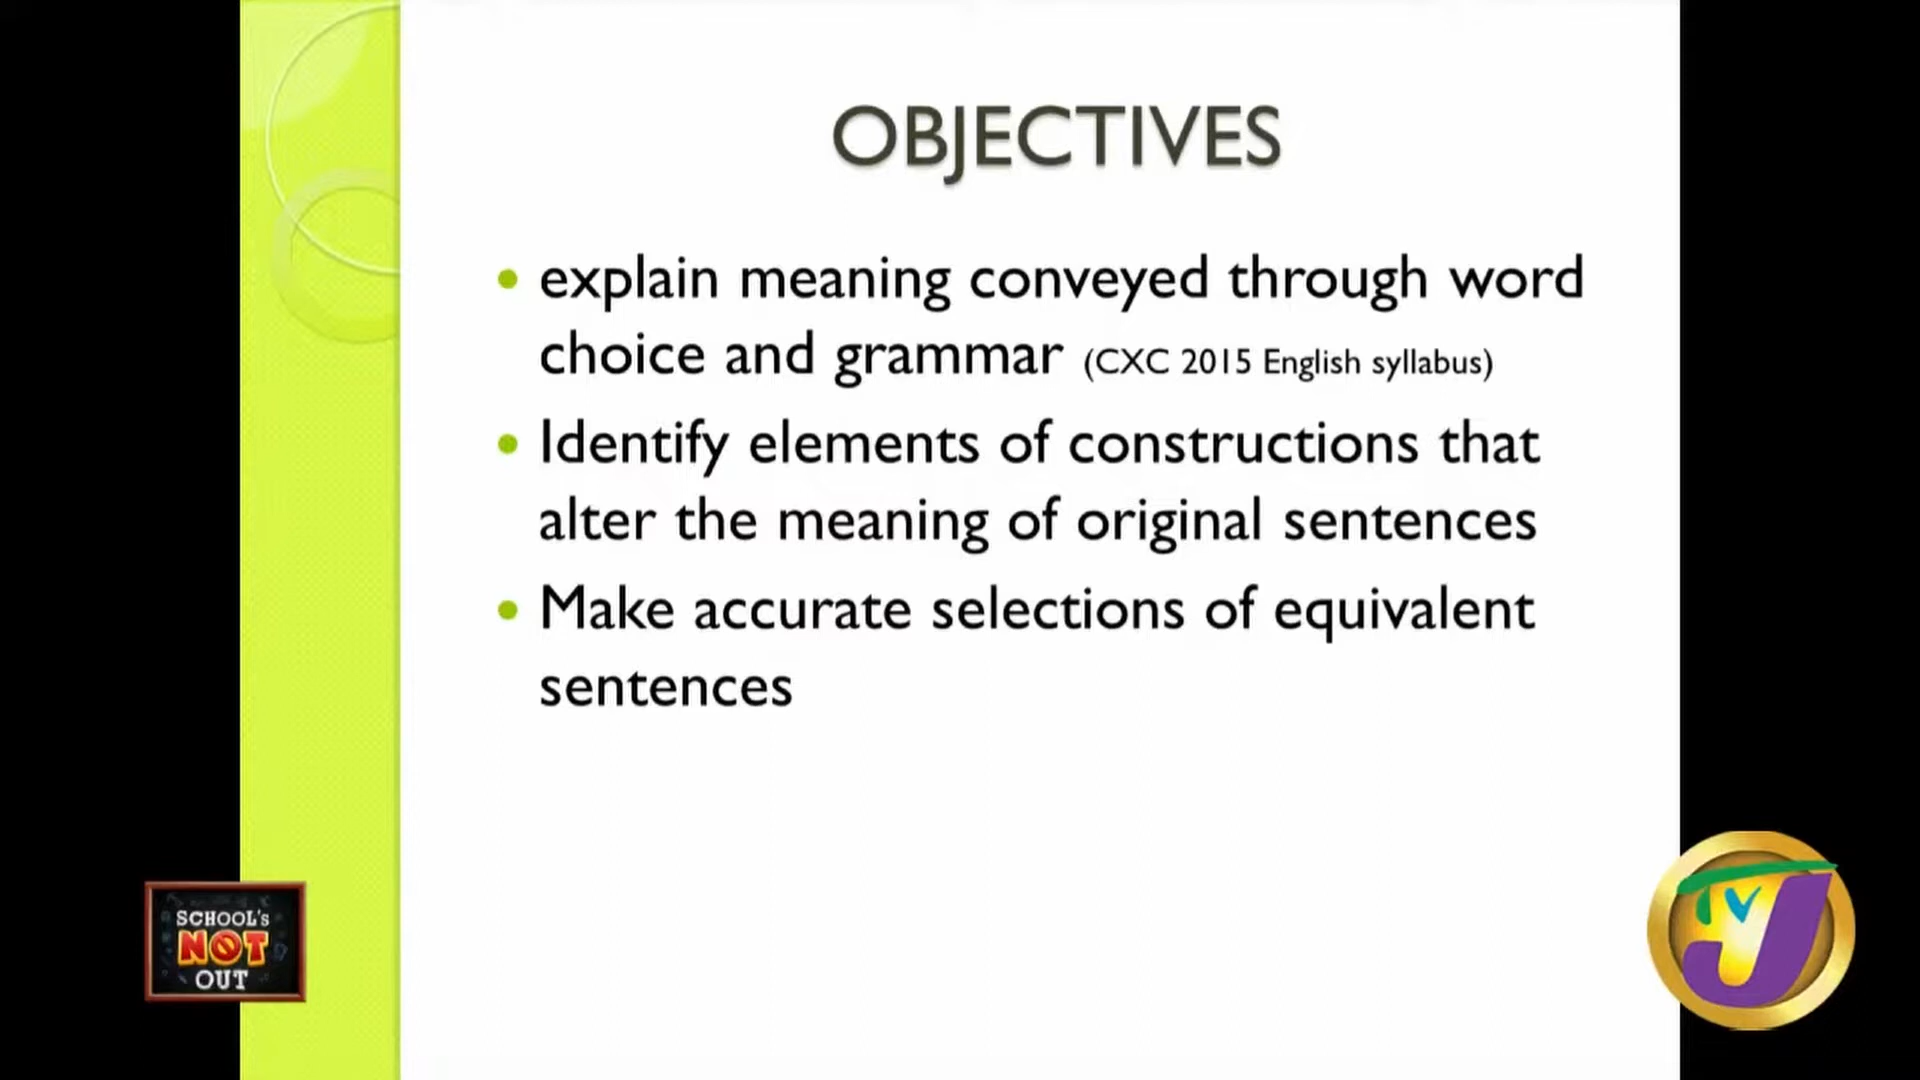 OBJECTIVES
• explain meaning conveyed through word
choice and grammar (CXC 2015 English syllabus)
• Identify elements of constructions that
alter the meaning of original sentences
• Make accurate selections of equivalent
sentences
SCHOOL's
NOT
OUT
TVJ